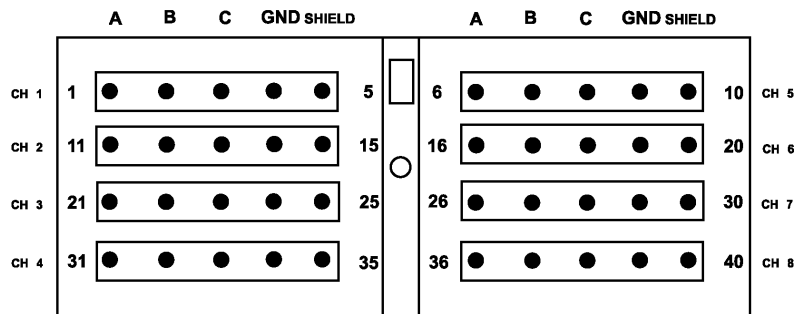 A B C GND SHIELD A B C GND SHIELD
CH 1 1 5 6 10 CH 5
CH 2 11 15 16 20 CH 6
CH 3 21 25 26 30 CH 7
CH 4 31 35 36 40 CH 8